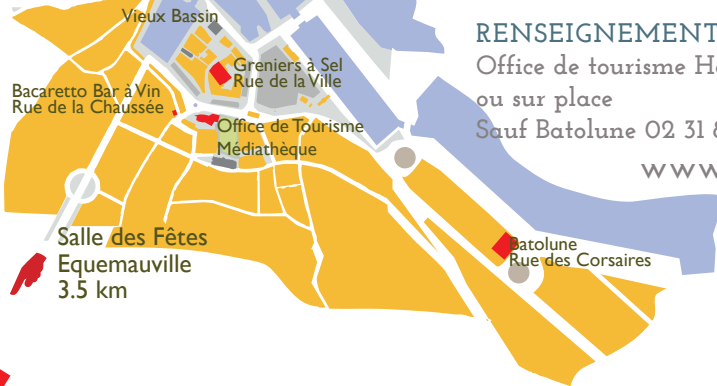 Vieux Bassin
Greniers à Sel
Rue de la Ville
Bacaretto Bar à Vin
Rue de la Chaussée
Office de Tourisme
Médiathèque
Salle des Fêtes
Equemauville
3.5 km
Batolune
Rue des Corsaires
RENSEIGNEMENT
Office de tourisme Ho
ou sur place
Sauf Batolune 02 31 8
www